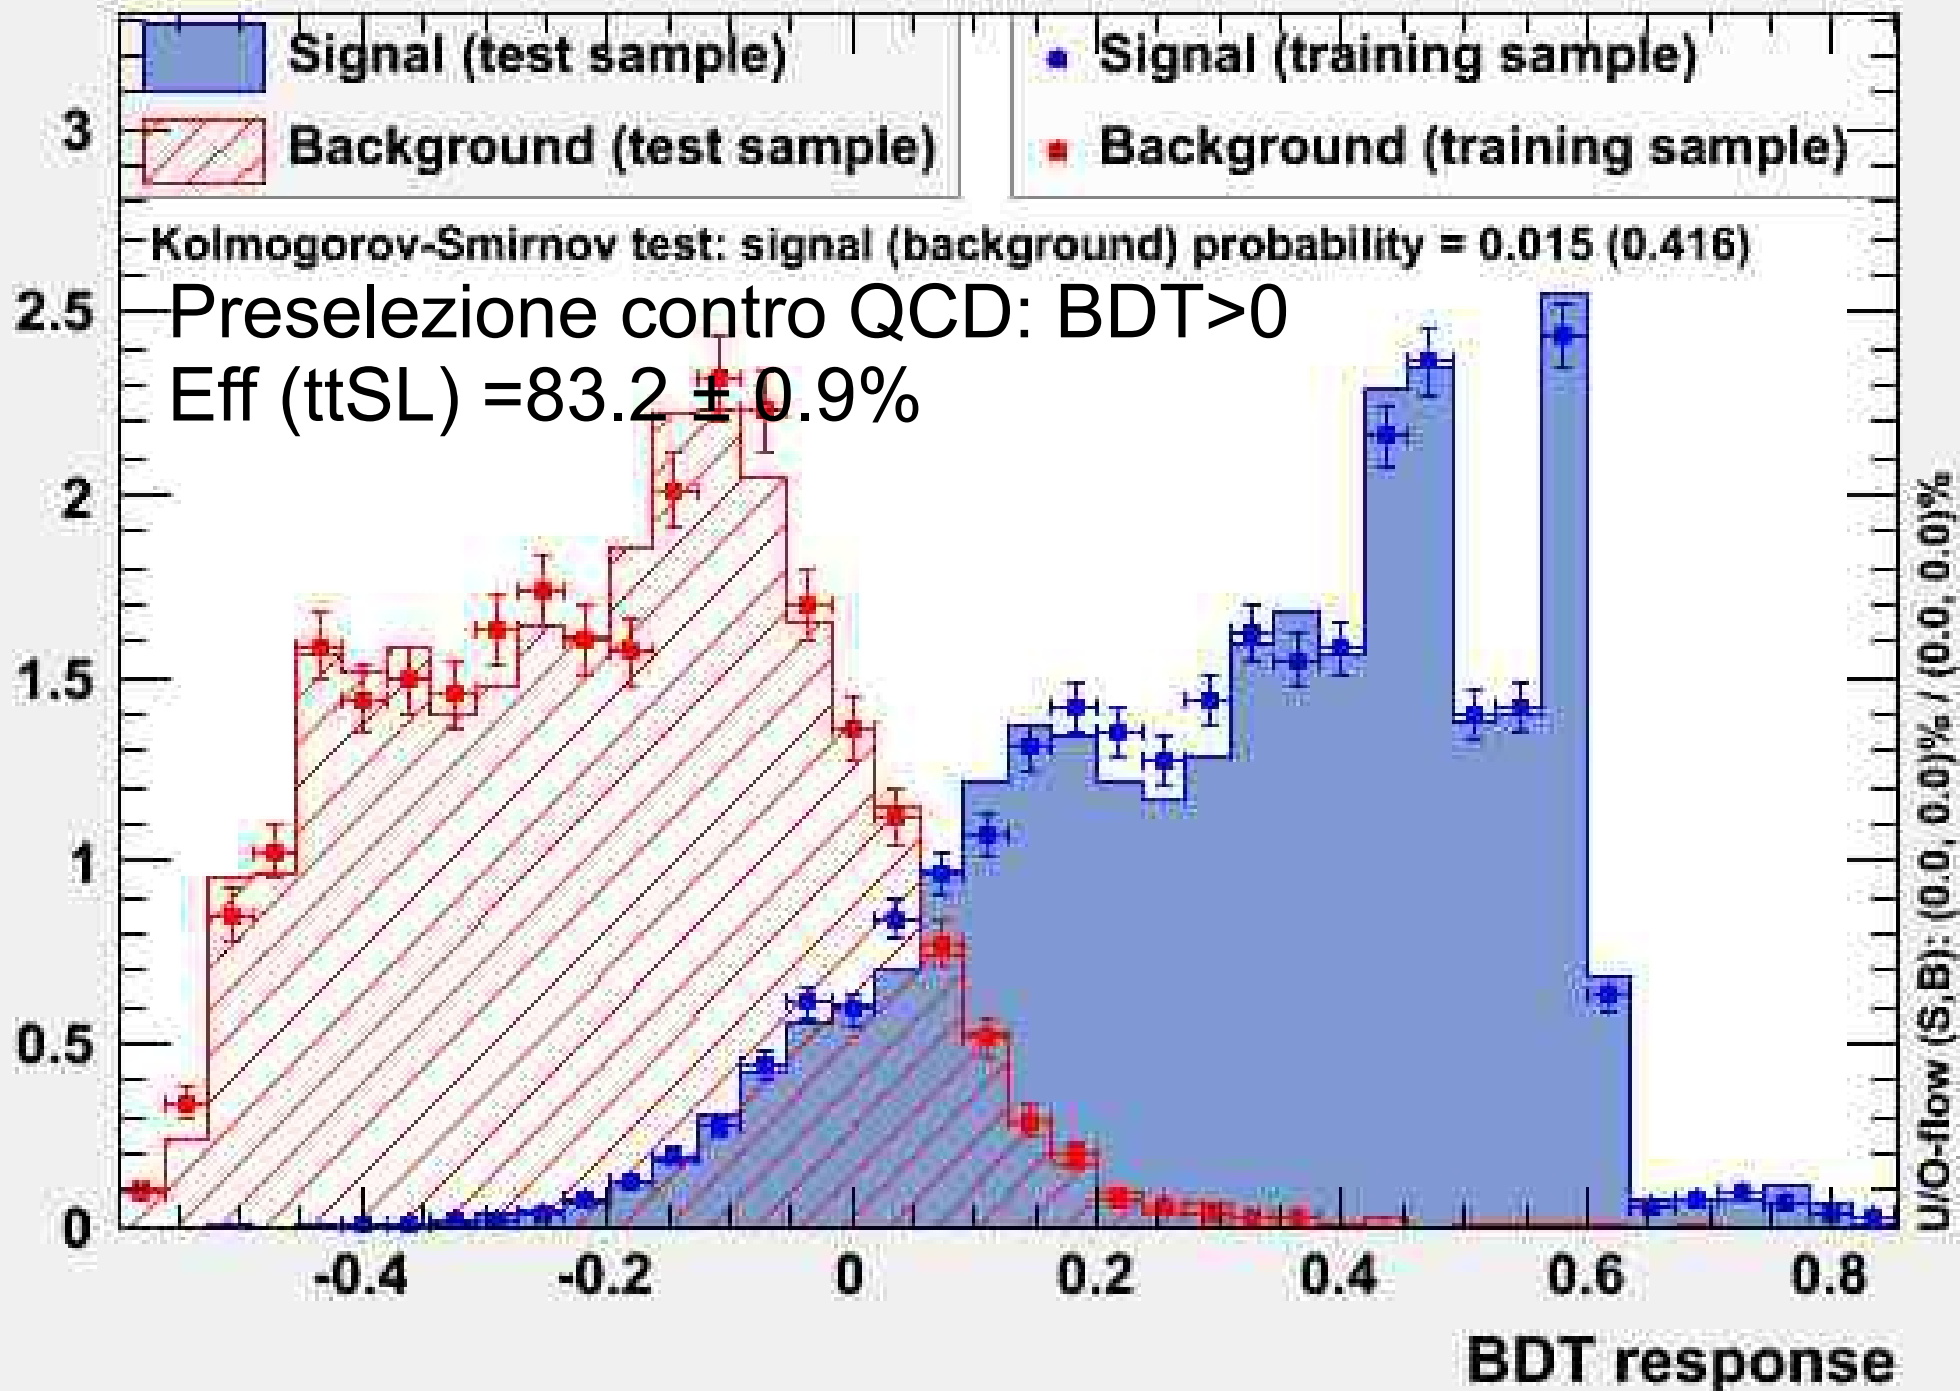 Signal (test sample)
Background (test sample)
Signal (training sample)
Background (training sample)
Kolmogorov-Smirnov test: signal (background) probability = 0.015 (0.416)
Preselezione contro QCD: BDT>0
Eff (ttSL) =83.2 ± 0.9%
3
2.5
2
1.5
1
0.5
0
-0.4
-0.2
0
0.2
0.4
0.6
0.8
BDT response
U/O-flow (S,B): (0.0, 0.0)% / (0.0, 0.0)%